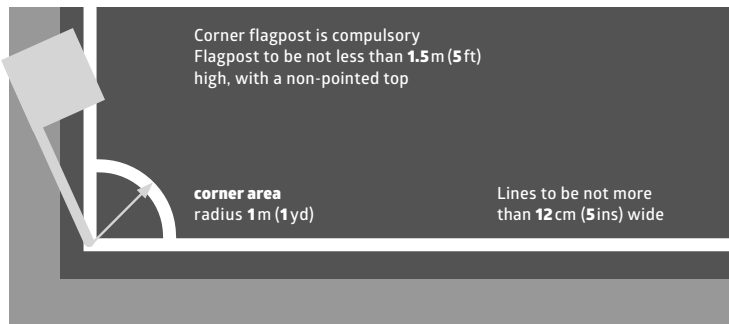 Corner flagpost is compulsory
Flagpost to be not less than 1.5 m (5 ft)
high, with a non-pointed top
corner area
radius 1 m (1 yd)
Lines to be not more
than 12 cm (5 ins) wide